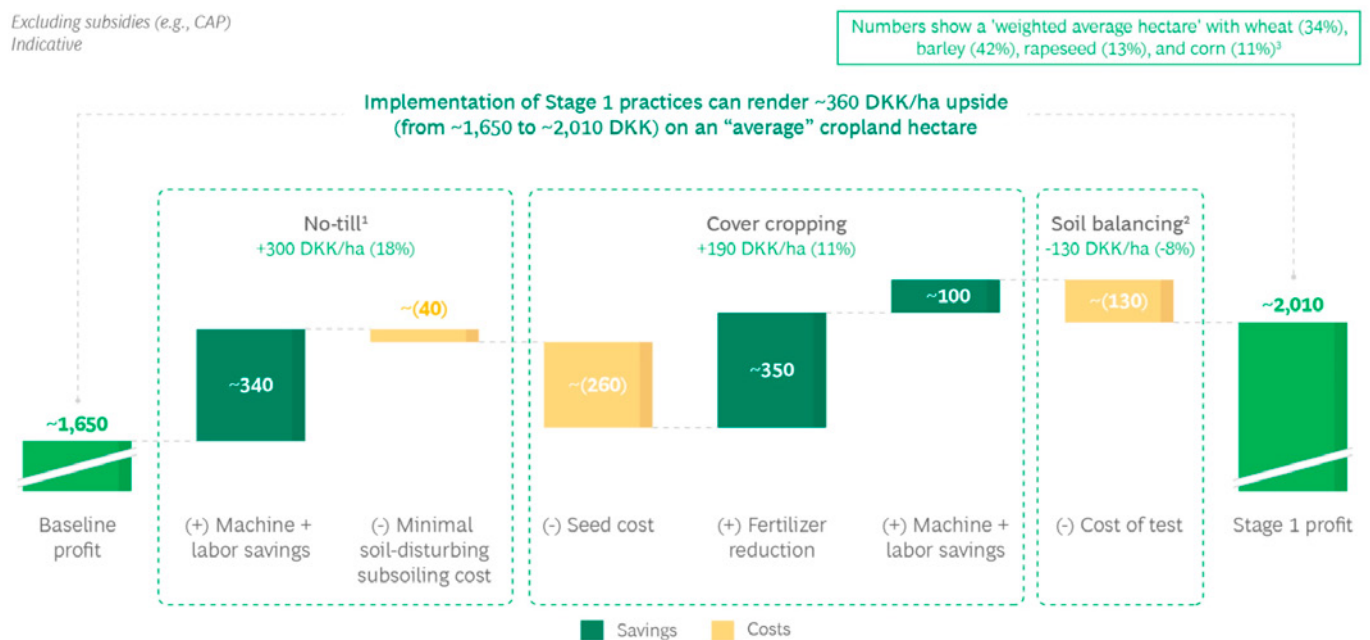 Excluding subsidies (e.g., CAP)
Indicative
Numbers show a 'weighted average hectare' with wheat (34%),
barley (42%), rapeseed (13%), and corn (11%)³
Implementation of Stage 1 practices can render ~360 DKK/ha upside
(from ~1,650 to ~2,010 DKK) on an “average” cropland hectare
No-till¹
+300 DKK/ha (18%)
Cover cropping
+190 DKK/ha (11%)
Soil balancing²
-130 DKK/ha (-8%)
~1,650
~340
~(40)
~(260)
~350
~100
~(130)
~2,010
Baseline
profit
(+) Machine +
labor savings
(-) Minimal
soil-disturbing
subsoiling cost
(-) Seed cost
(+) Fertilizer
reduction
(+) Machine +
labor savings
(-) Cost of test
Stage 1 profit
Savings
Costs